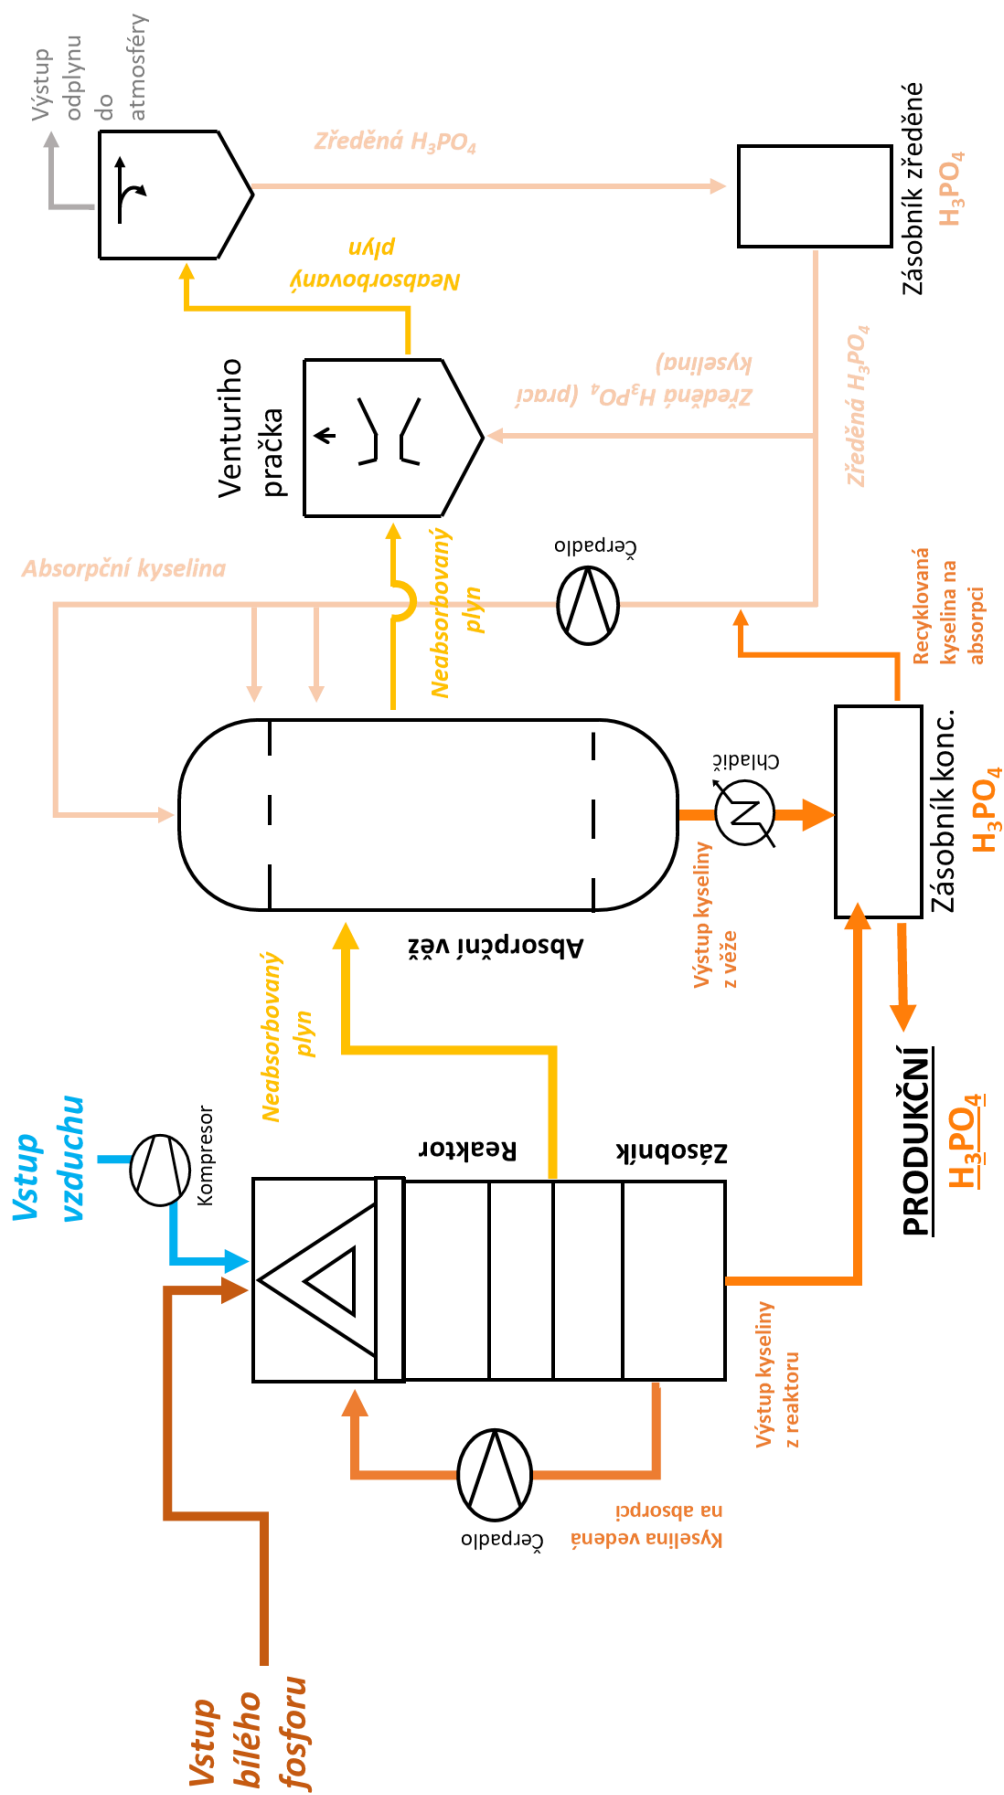 Vstup
bílého
fosforu
Vstup
vzduchu
Kompresor
Čerpadlo
Kyselina vedená
na absorpci
Reaktor
Zásobník
Výstup kyseliny
z reaktoru
Neabsorbovaný
plyn
Absorpční věž
Výstup kyseliny
z věže
Chladič
Zásobník konc.
H₃PO₄
PRODUKČNÍ
H₃PO₄
Recyklovaná
kyselina na
absorpci
Absorpční kyselina
Neabsorbovaný
plyn
Čerpadlo
Venturiho
pračka
Zředěná H₃PO₄ (prací
kyselina)
Zředěná H₃PO₄
Neabsorbovaný
plyn
Výstup
odplynu
do
atmosféry
Zředěná H₃PO₄
Zásobník zředěné
H₃PO₄